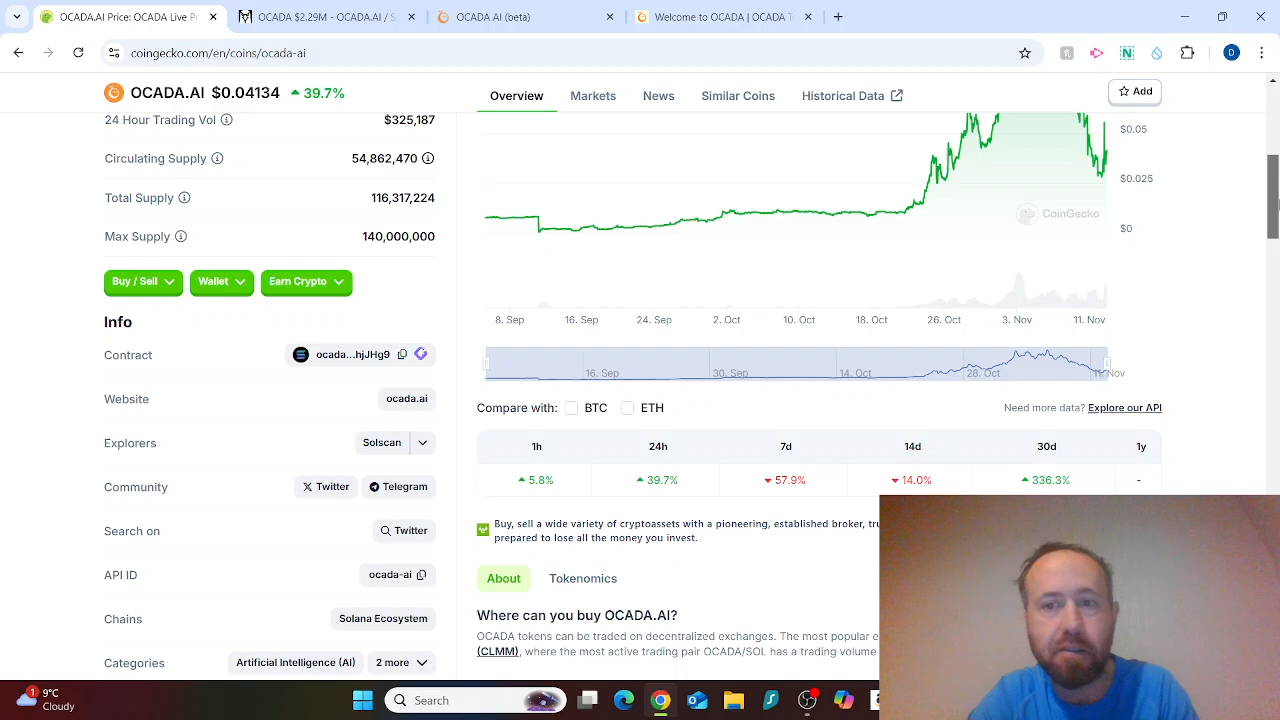 OCADA.AI Price: OCADA P
OCADA $2.29M - OCADA / S
OCADA AI (beta)
Welcome to OCADA | OCADA T
coingecko.com/en/coins/ocada-ai
D
OCADA.AI $0.04134 39.7%
Overview Markets News Similar Coins Historical Data
Add
24 Hour Trading Vol $325,187
Circulating Supply 54,862,470
Total Supply 116,317,224
Max Supply 140,000,000
Buy / Sell Wallet Earn Crypto
Info
Contract ocada...hjJHg9
Website ocada.ai
Explorers Solscan
Community Twitter Telegram
Search on Twitter
API ID ocada-ai
Chains Solana Ecosystem
Categories Artificial Intelligence (AI) 2 more
$0.05
$0.025
$0
CoinGecko
8. Sep 16. Sep 24. Sep 2. Oct 10. Oct 18. Oct 26. Oct 3. Nov 11. Nov
16. Sep 30. Sep 14. Oct 28. Oct 12. Nov
Compare with: BTC ETH Need more data? Explore our API
1h 24h 7d 14d 30d 1y
5.8% 39.7% 57.9% 14.0% 336.3% -
Buy, sell a wide variety of cryptoassets with a pioneering, established broker, tru
prepared to lose all the money you invest.
About Tokenomics
Where can you buy OCADA.AI?
OCADA tokens can be traded on decentralized exchanges. The most popular e
(CLMM), where the most active trading pair OCADA/SOL has a trading volume
1
9°C
Cloudy
Search